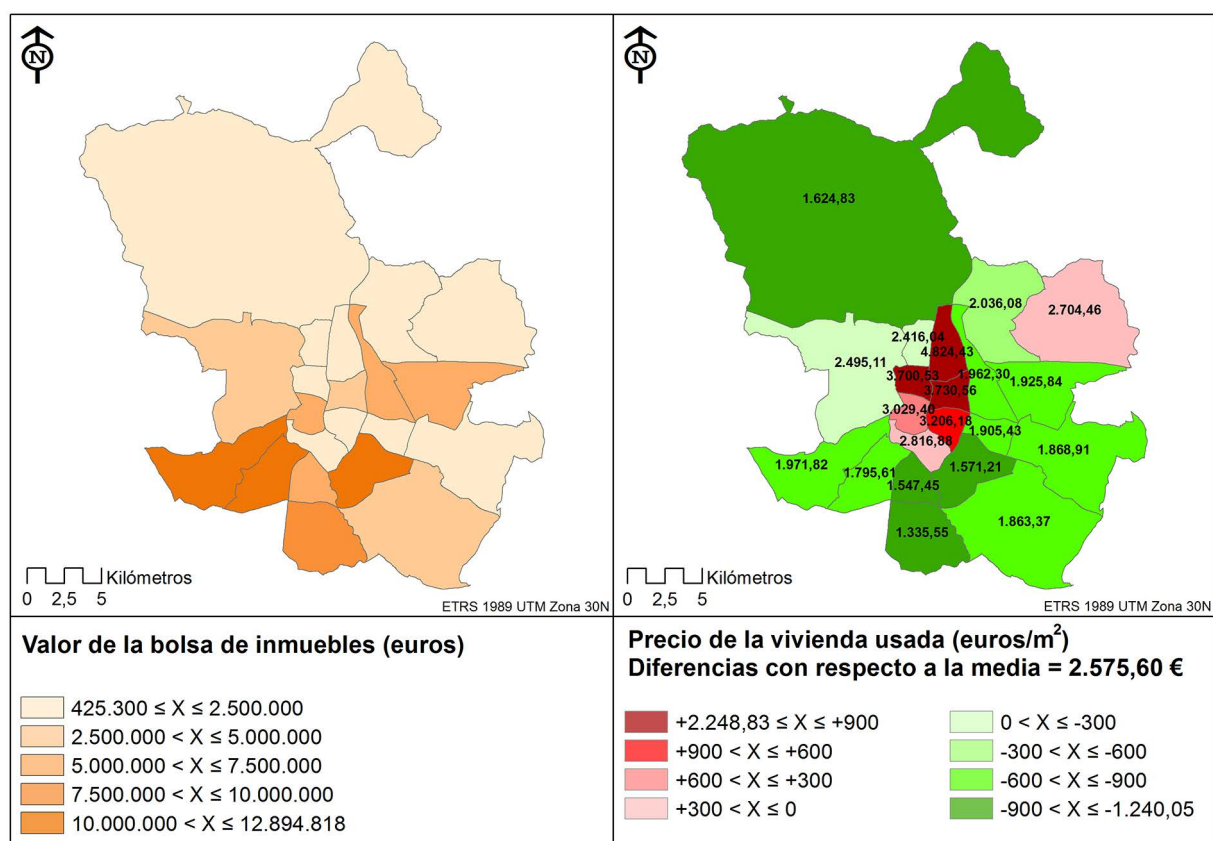 N
N
1.624,83
2.036,08
2.704,46
2.416,04
4.824,43
2.495,11
3.700,53
1.962,30
1.925,84
3.730,56
3.029,40
3.206,18
1.905,43
2.816,88
1.868,91
1.971,82
1.795,61
1.571,21
1.547,45
1.863,37
1.335,55
Kilómetros
0 2,5 5
ETRS 1989 UTM Zona 30N
Kilómetros
0 2,5 5
ETRS 1989 UTM Zona 30N
Valor de la bolsa de inmuebles (euros)
425.300 ≤ X ≤ 2.500.000
2.500.000 < X ≤ 5.000.000
5.000.000 < X ≤ 7.500.000
7.500.000 < X ≤ 10.000.000
10.000.000 < X ≤ 12.894.818
Precio de la vivienda usada (euros/m²)
Diferencias con respecto a la media = 2.575,60 €
+2.248,83 ≤ X ≤ +900
+900 < X ≤ +600
+600 < X ≤ +300
+300 < X ≤ 0
0 < X ≤ -300
-300 < X ≤ -600
-600 < X ≤ -900
-900 < X ≤ -1.240,05